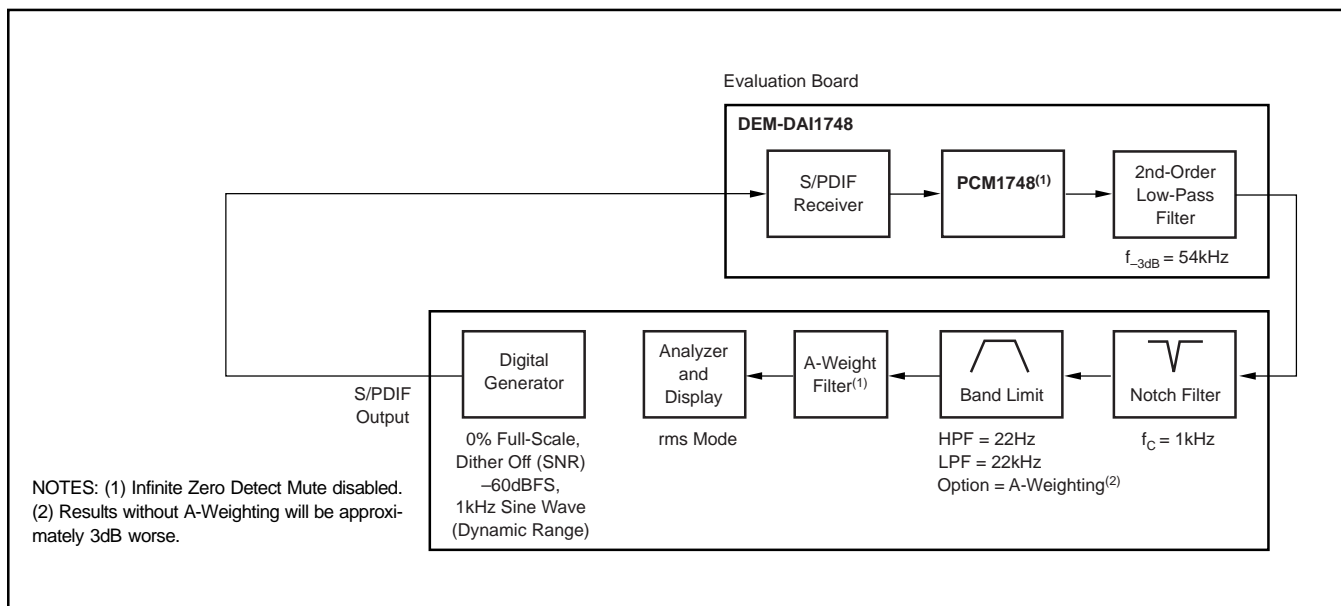 Evaluation Board
DEM-DAI1748
S/PDIF
Receiver
PCM1748(1)
2nd-Order
Low-Pass
Filter
f–3dB = 54kHz
S/PDIF
Output
Digital
Generator
0% Full-Scale,
Dither Off (SNR)
–60dBFS,
1kHz Sine Wave
(Dynamic Range)
Analyzer
and
Display
rms Mode
A-Weight
Filter(1)
Band Limit
HPF = 22Hz
LPF = 22kHz
Option = A-Weighting(2)
Notch Filter
fC = 1kHz
NOTES: (1) Infinite Zero Detect Mute disabled.
(2) Results without A-Weighting will be approxi-
mately 3dB worse.